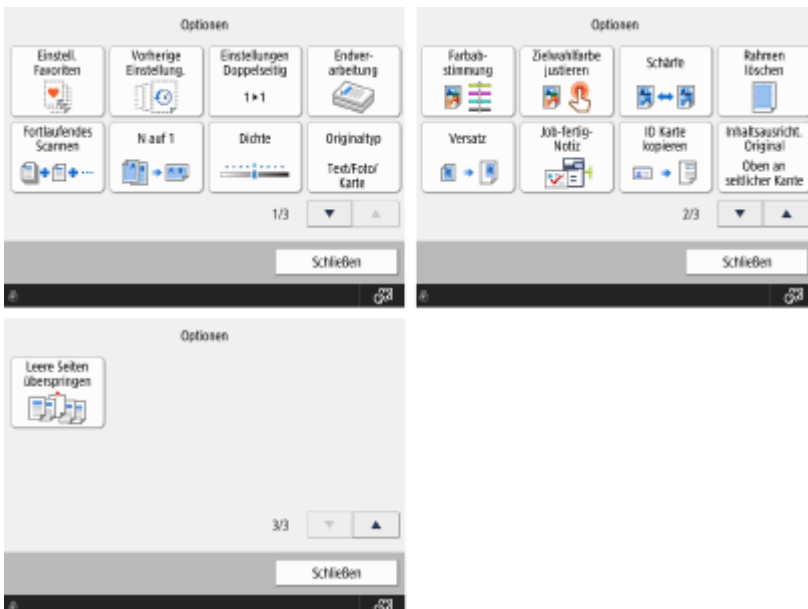 Optionen
Einstell.
Favoriten
Vorherige
Einstellung.
Einstellungen
Doppelseitig
1▶1
Endver-
arbeitung
Fortlaufendes
Scannen
N auf 1
Dichte
Originaltyp
Text/Foto/
Karte
1/3
Schließen
Optionen
Farbab-
stimmung
Zielwahlfarbe
justieren
Schärfe
Rahmen
löschen
Versatz
Job-fertig-
Notiz
ID Karte
kopieren
Inhaltsausricht.
Original
Oben an
seitlicher Kante
2/3
Schließen
Optionen
Leere Seiten
überspringen
3/3
Schließen